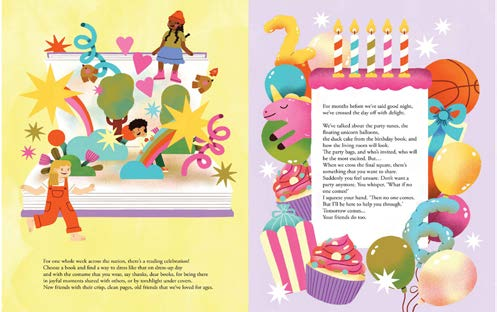 For one whole week across the nation, there's a reading celebration!
Choose a book and find a way to dress like that on dress-up day
and with the costume that you wear, say thanks, dear books, for being there
in joyful moments shared with others, or by torchlight under covers.
New friends with their crisp, clean pages, old friends that we've loved for ages.
2
For months before we've said good night,
we've crossed the day off with delight.
We've talked about the party tunes, the
floating unicorn balloons,
the duck cake from the birthday book, and
how the living room will look.
The party bags, and who's invited, who will
be the most excited. But…
When we cross the final square, there's
something that you want to share.
Suddenly you feel unsure. Don't want a
party anymore. You whisper, 'What if no
one comes?'
I squeeze your hand. 'Then no one comes.
But I'll be here to help you through.'
Tomorrow comes…
Your friends do too.
6